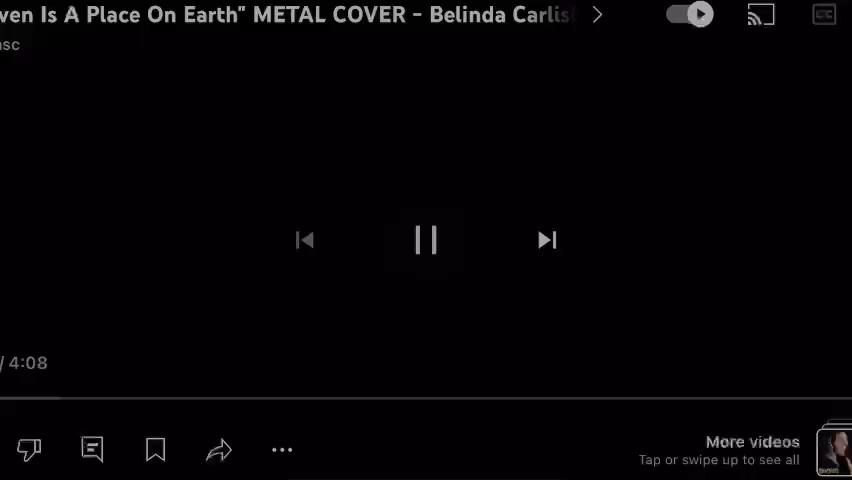 ven Is A Place On Earth" METAL COVER - Belinda Carlis
sc
/ 4:08
More videos
Tap or swipe up to see all